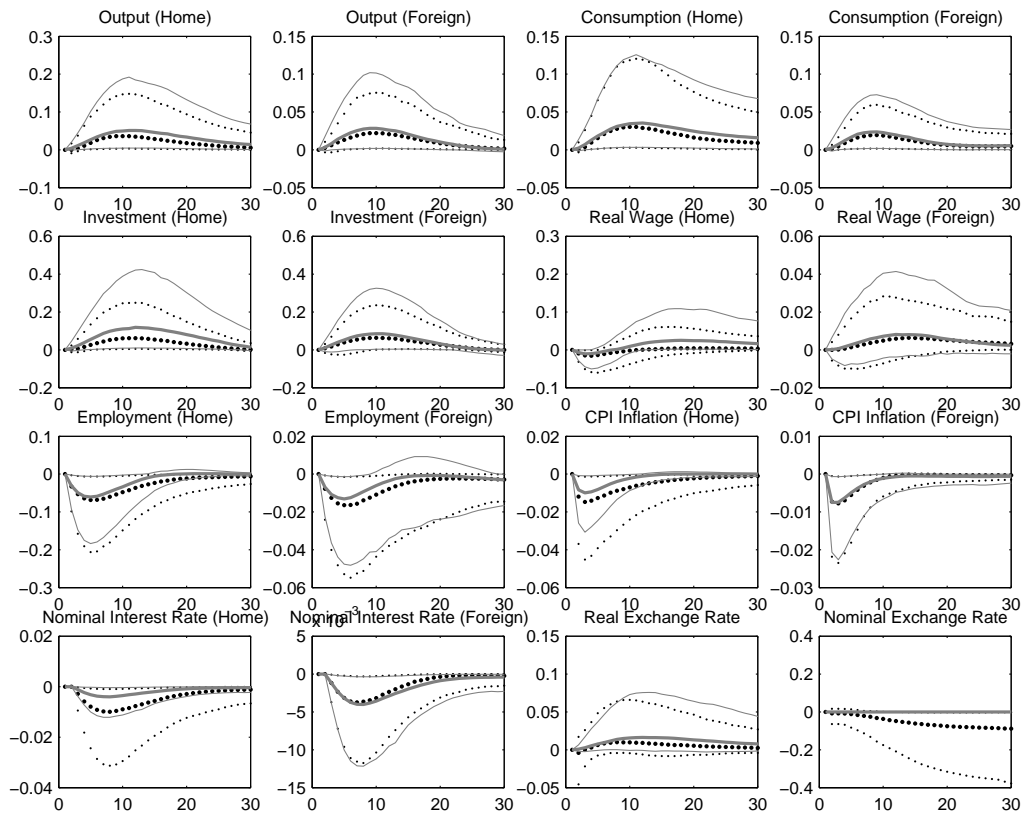 Output (Home)
0.3
0.2
0.1
0
−0.1
0 10 20 30
Output (Foreign)
0.15
0.1
0.05
0
−0.05
0 10 20 30
Consumption (Home)
0.15
0.1
0.05
0
−0.05
0 10 20 30
Consumption (Foreign)
0.15
0.1
0.05
0
−0.05
0 10 20 30
Investment (Home)
0.6
0.4
0.2
0
−0.2
0 10 20 30
Investment (Foreign)
0.6
0.4
0.2
0
−0.2
0 10 20 30
Real Wage (Home)
0.3
0.2
0.1
0
−0.1
0 10 20 30
Real Wage (Foreign)
0.06
0.04
0.02
0
−0.02
0 10 20 30
Employment (Home)
0.1
0
−0.1
−0.2
−0.3
0 10 20 30
Employment (Foreign)
0.02
0
−0.02
−0.04
−0.06
0 10 20 30
CPI Inflation (Home)
0.02
0
−0.02
−0.04
−0.06
0 10 20 30
CPI Inflation (Foreign)
0.01
0
−0.01
−0.02
−0.03
0 10 20 30
Nominal Interest Rate (Home)
0.02
0
−0.02
−0.04
0 10 20 30
Nominal Interest Rate (Foreign)
x 10−3
5
0
−5
−10
−15
0 10 20 30
Real Exchange Rate
0.15
0.1
0.05
0
−0.05
0 10 20 30
Nominal Exchange Rate
0.4
0.2
0
−0.2
−0.4
0 10 20 30